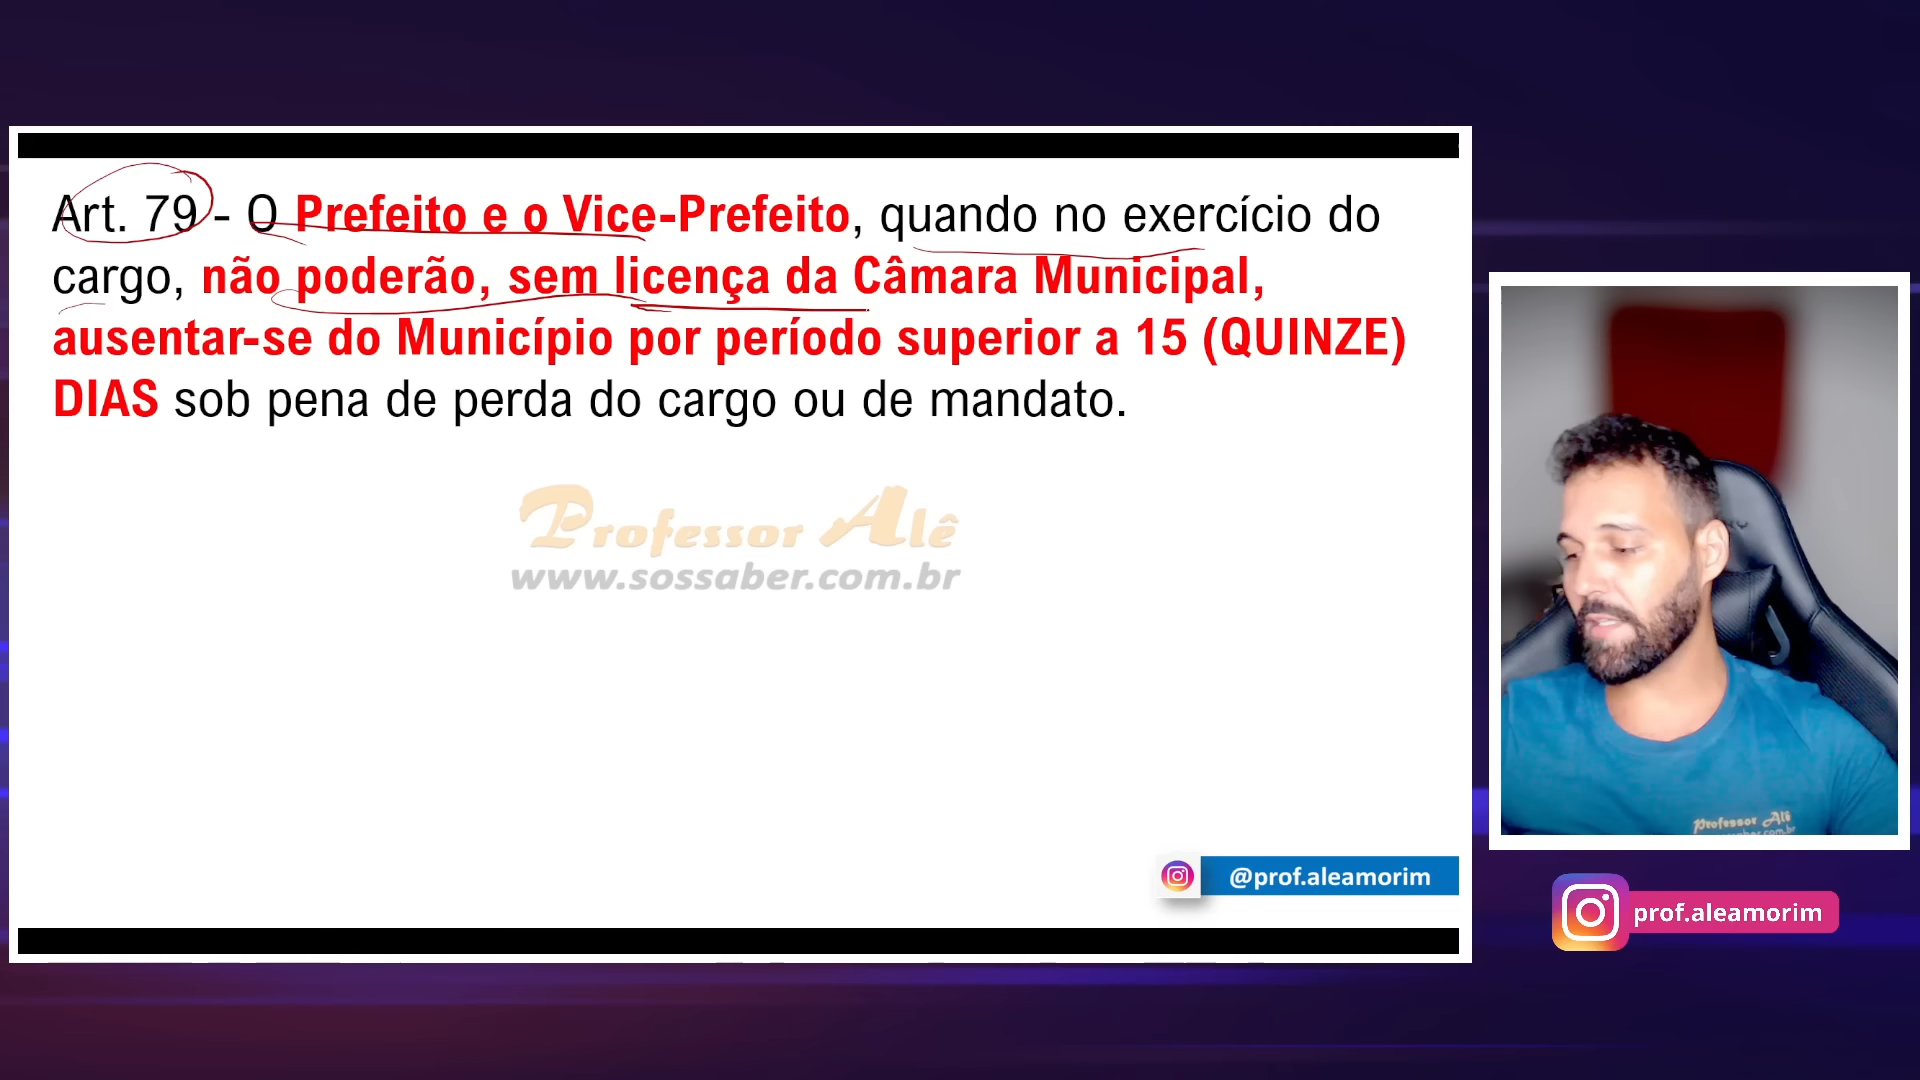 Art. 79 - O Prefeito e o Vice-Prefeito, quando no exercício do
cargo, não poderão, sem licença da Câmara Municipal,
ausentar-se do Município por período superior a 15 (QUINZE)
DIAS sob pena de perda do cargo ou de mandato.
Professor Alê
www.sossaber.com.br
@prof.aleamorim
Professor Alê
prof.aleamorim